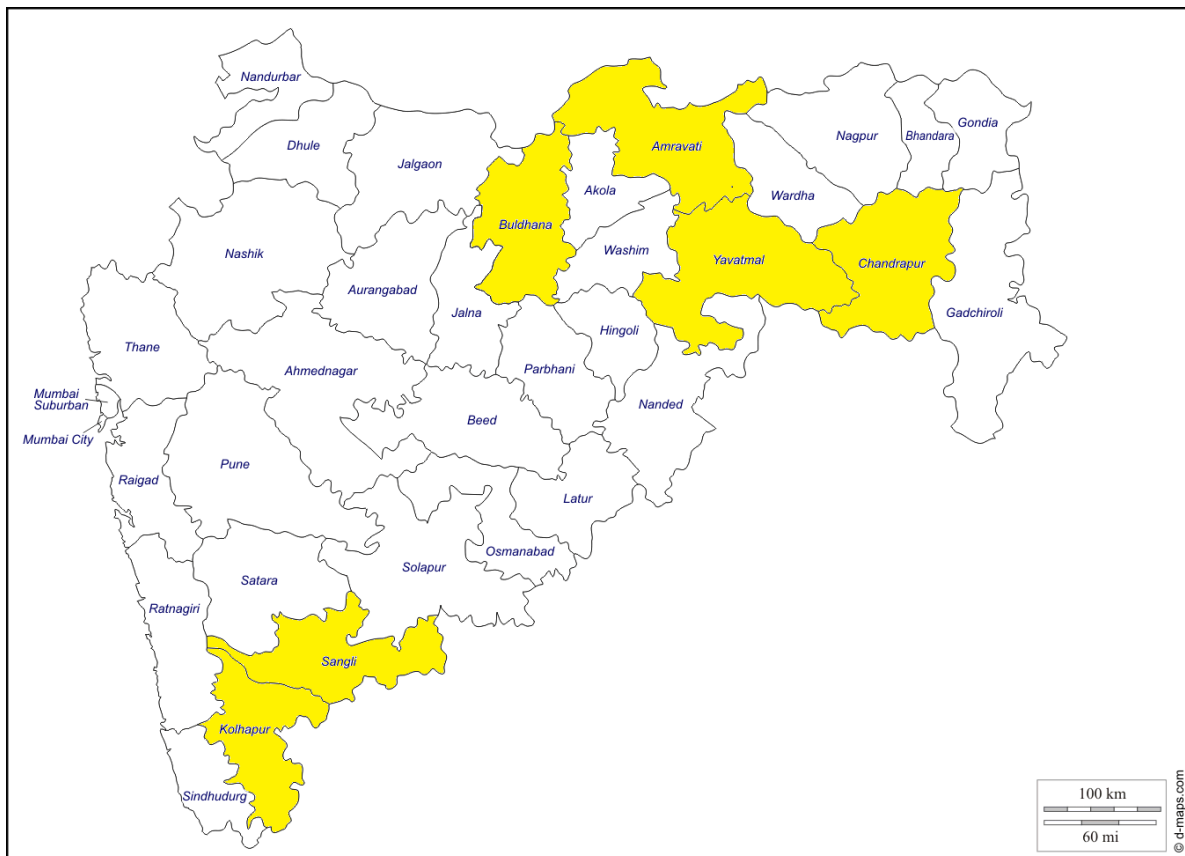 Nandurbar
Dhule
Jalgaon
Buldhana
Akola
Amravati
Wardha
Nagpur
Bhandara
Gondia
Nashik
Aurangabad
Jalna
Washim
Yavatmal
Chandrapur
Gadchiroli
Thane
Ahmednagar
Parbhani
Hingoli
Nanded
Mumbai
Suburban
Mumbai City
Beed
Raigad
Pune
Latur
Osmanabad
Solapur
Satara
Ratnagiri
Sangli
Kolhapur
Sindhudurg
100 km
60 mi
© d-maps.com